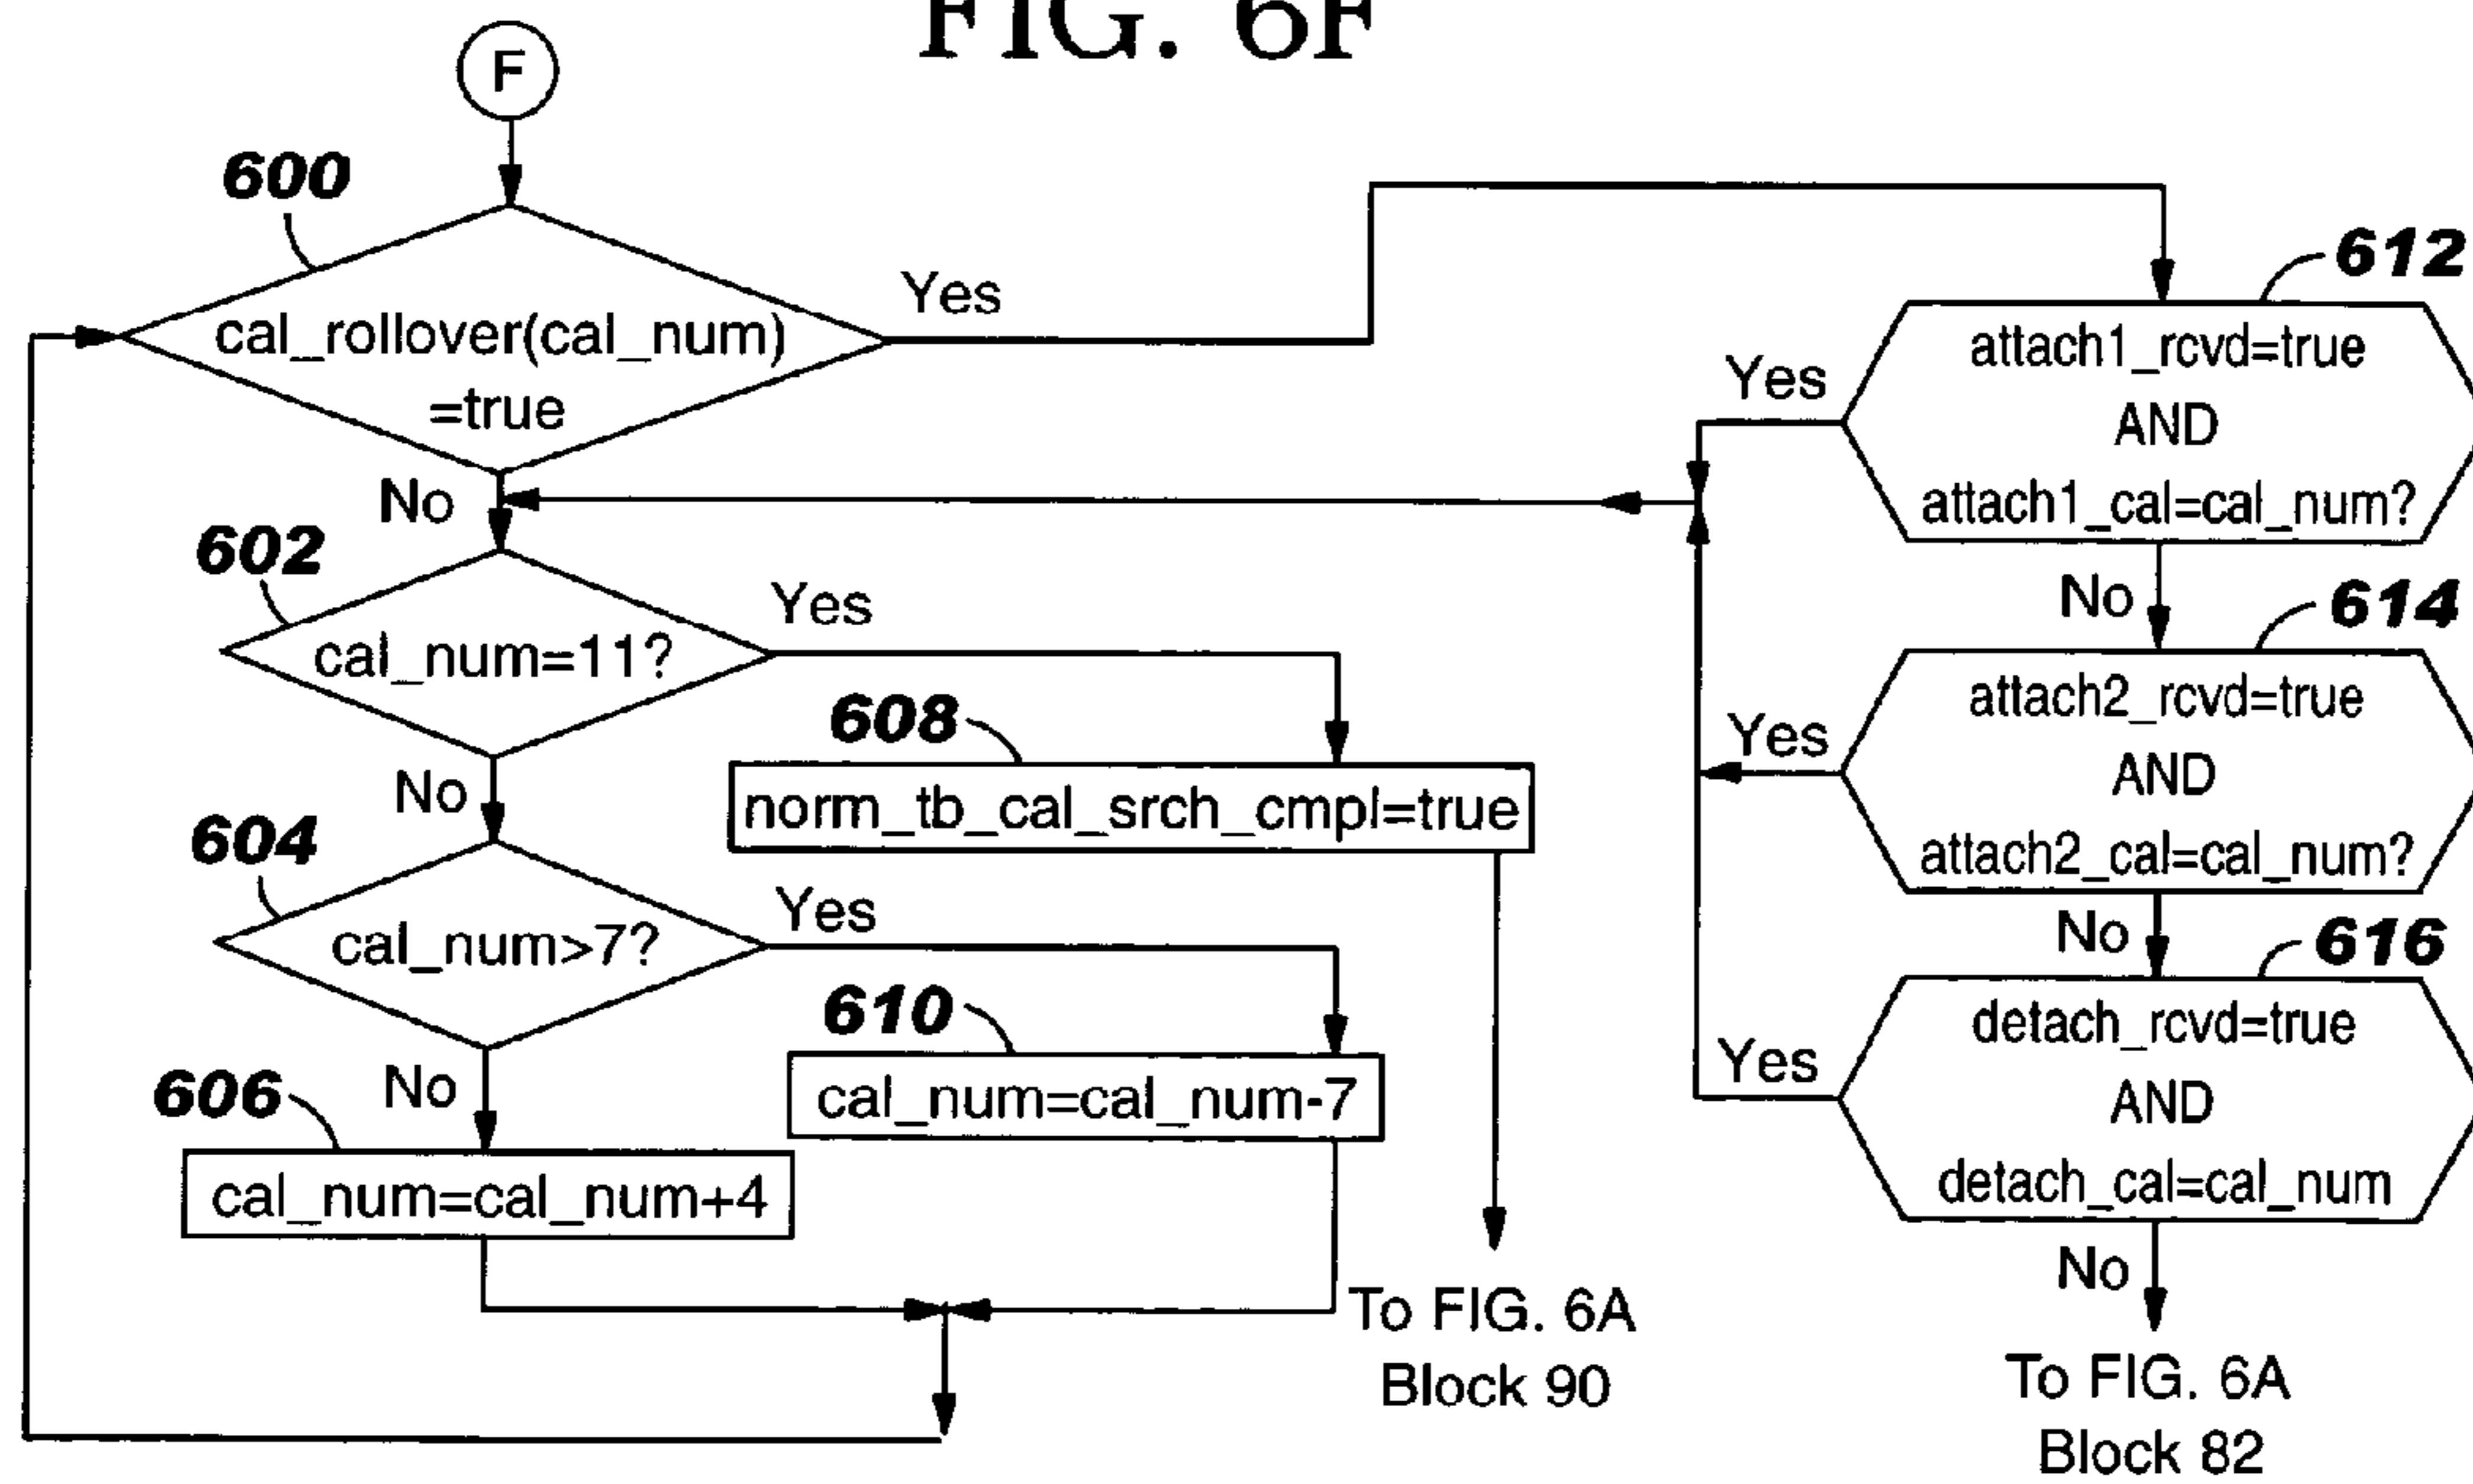 FIG. 6F
F
600
cal_rollover(cal_num)
=true
Yes
No
612
attach1_rcvd=true
AND
attach1_cal=cal_num?
Yes
No
602
cal_num=11?
Yes
No
608
norm_tb_cal_srch_cmpl=true
614
attach2_rcvd=true
AND
attach2_cal=cal_num?
Yes
No
604
cal_num>7?
Yes
No
610
cal_num=cal_num-7
606
cal_num=cal_num+4
616
detach_rcvd=true
AND
detach_cal=cal_num
Yes
No
To FIG. 6A
Block 90
To FIG. 6A
Block 82